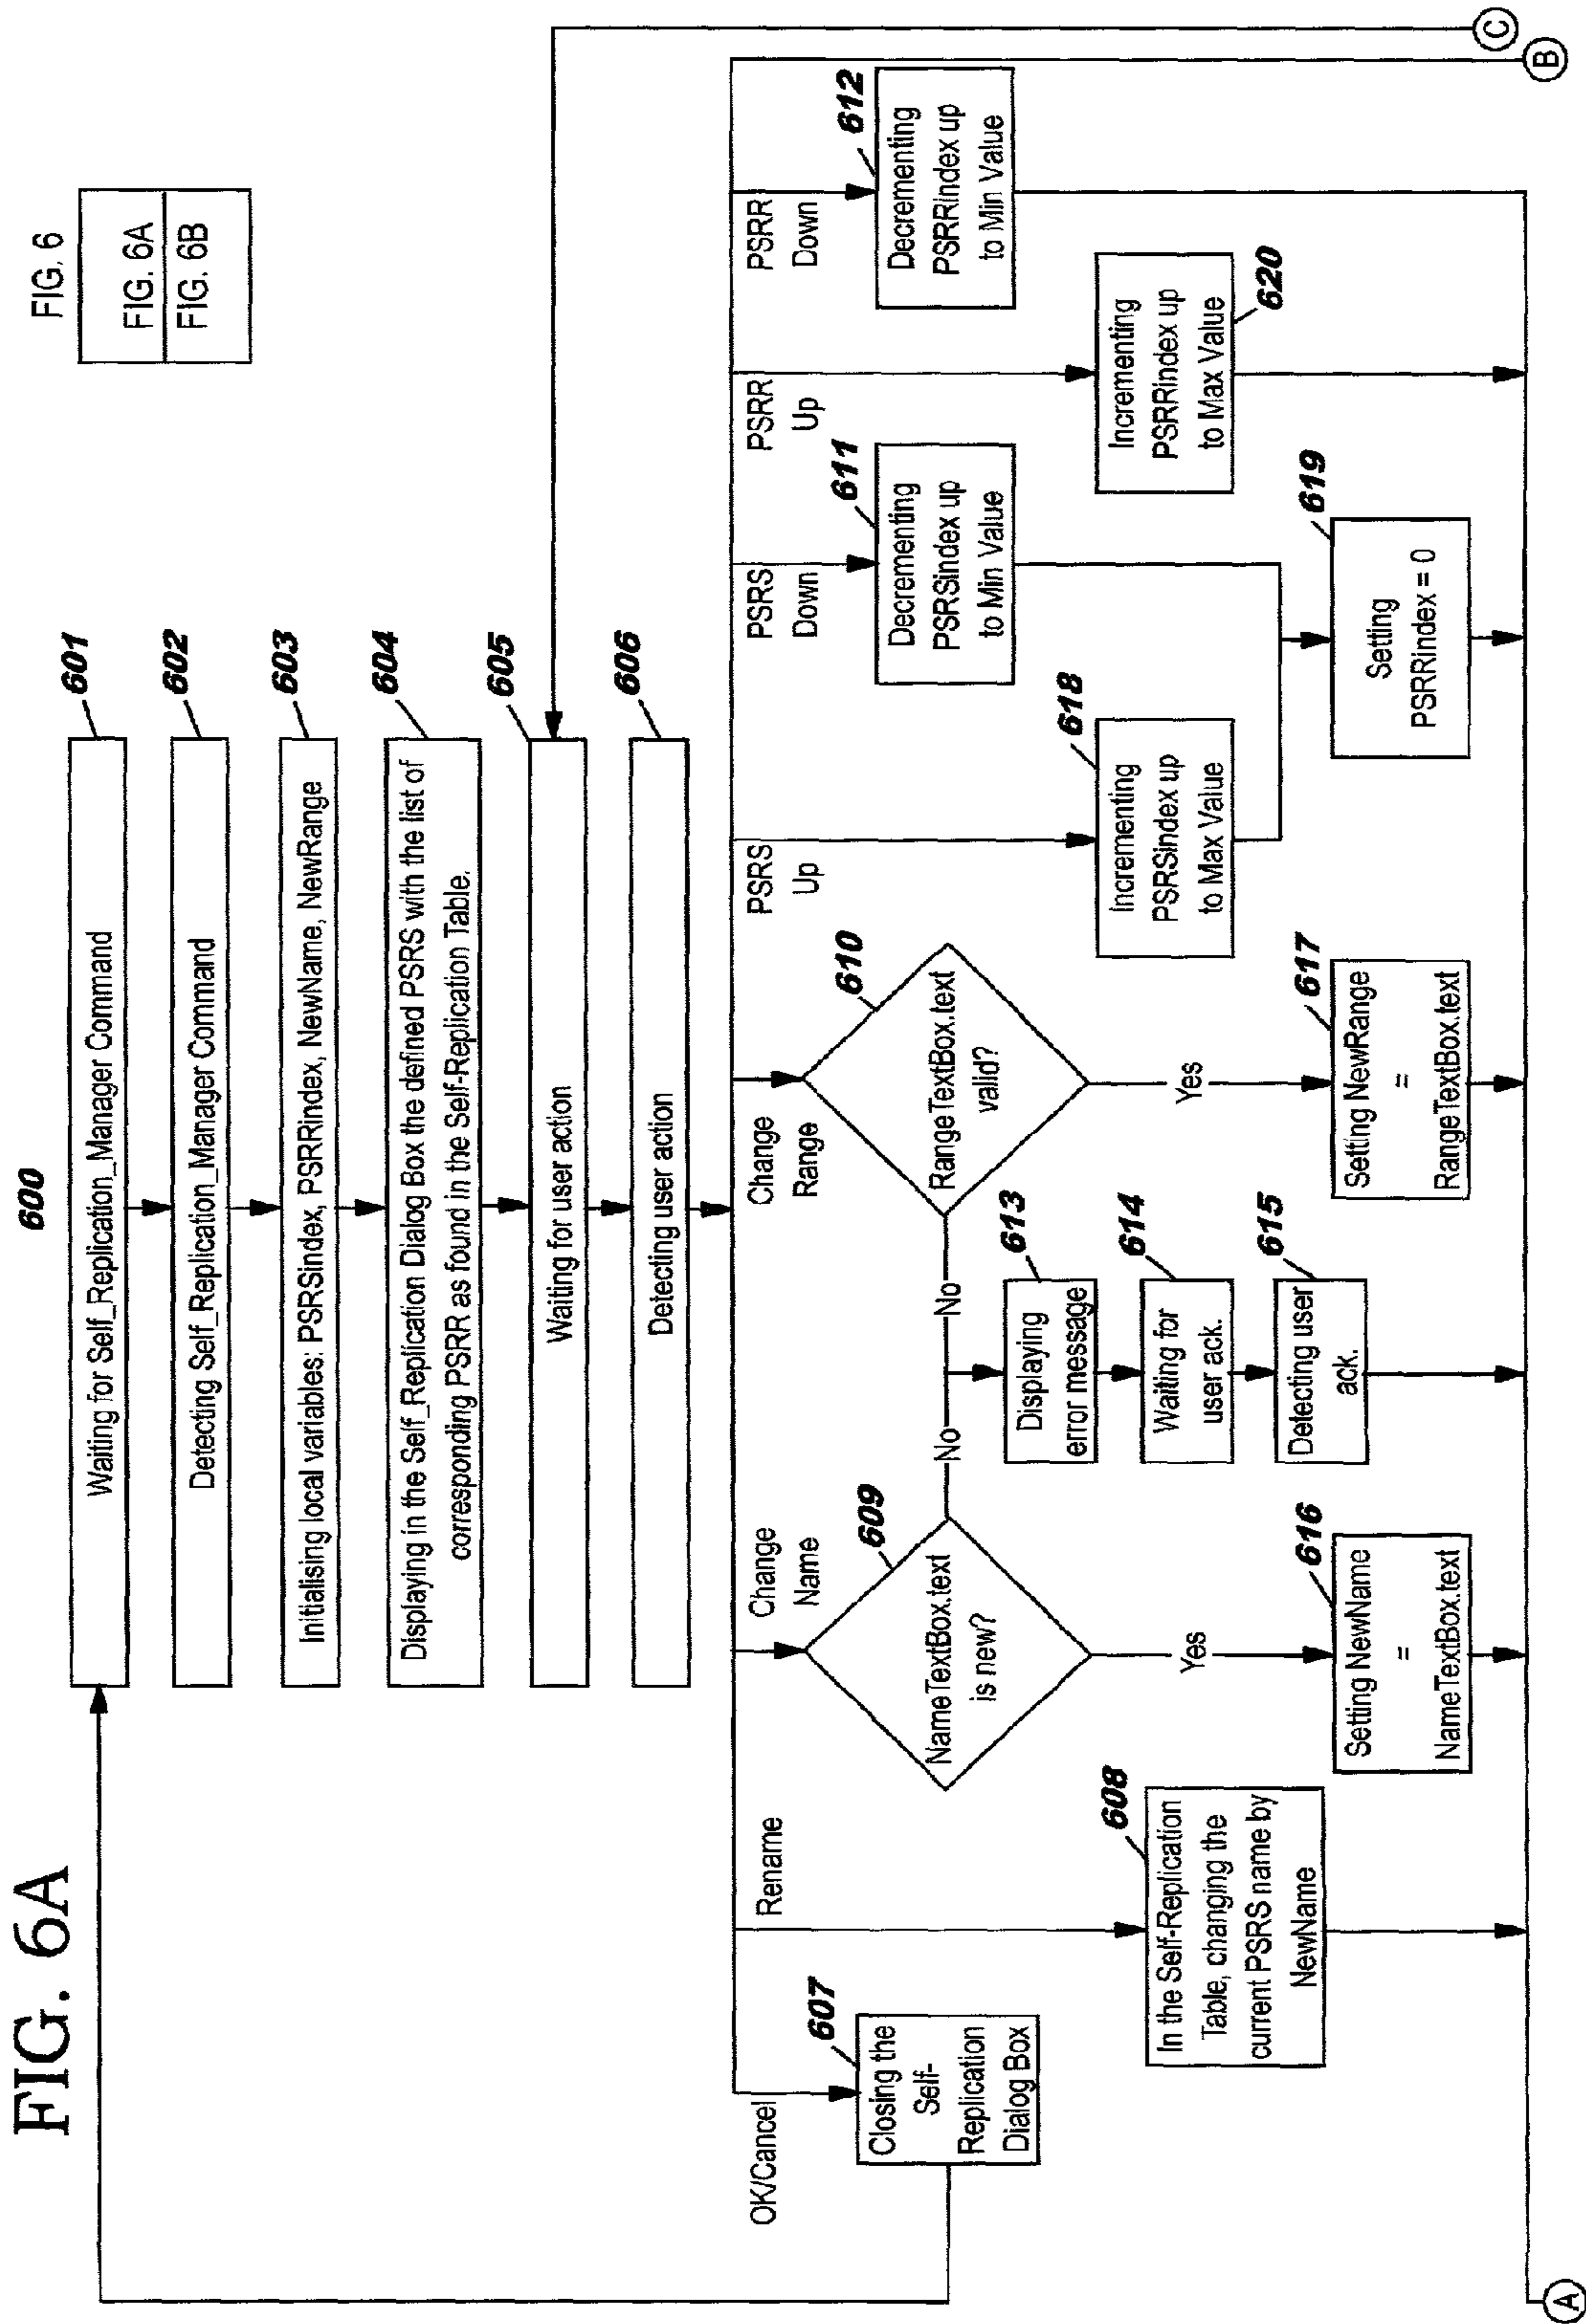 FIG. 6A
FIG. 6
FIG. 6A
FIG. 6B
600
601
Waiting for Self_Replication_Manager Command
602
Detecting Self_Replication_Manager Command
603
Initialising local variables: PSRSindex, PSRRindex, NewName, NewRange
604
Displaying in the Self_Replication Dialog Box the defined PSRS with the list of
corresponding PSRR as found in the Self-Replication Table.
605
Waiting for user action
606
Detecting user action
OK/Cancel
607
Closing the
Self-
Replication
Dialog Box
Rename
608
In the Self-Replication
Table, changing the
current PSRS name by
NewName
Change
Name
609
NameTextBox.text
is new?
No
Yes
616
Setting NewName
=
NameTextBox.text
613
Displaying
error message
614
Waiting for
user ack.
615
Detecting user
ack.
Change
Range
610
RangeTextBox.text
valid?
No
Yes
617
Setting NewRange
=
RangeTextBox.text
PSRS
Up
618
Incrementing
PSRSindex up
to Max Value
PSRS
Down
611
Decrementing
PSRSindex up
to Min Value
619
Setting
PSRRindex = 0
PSRR
Up
620
Incrementing
PSRRindex up
to Max Value
PSRR
Down
612
Decrementing
PSRRindex up
to Min Value
A
B
C